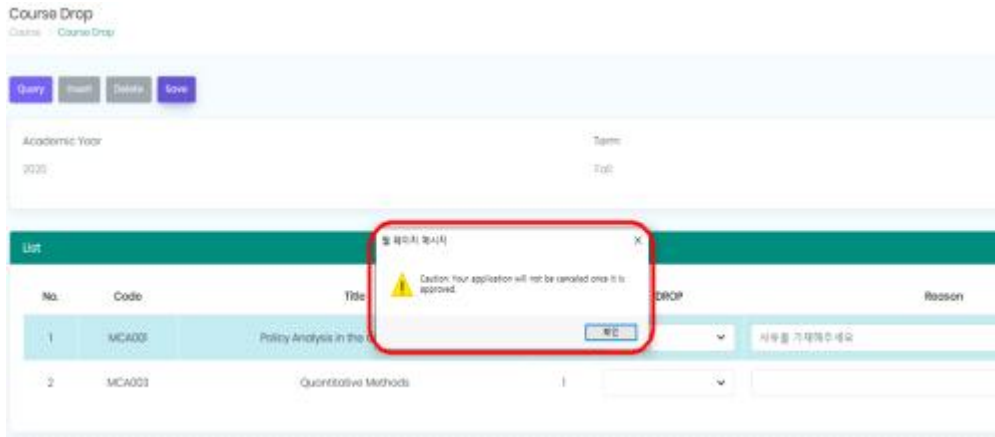 Course Drop
Course Course Drop
Query Insert Delete Save
Academic Year Term
2020 Fall
List
웹 페이지 메시지 X
Caution: Your application will not be canceled once it is
approved.
확인
No. Code Title DROP Reason
1 MCA001 Policy Analysis in the 사유를 기재해주세요
2 MCA003 Quantitative Methods 1